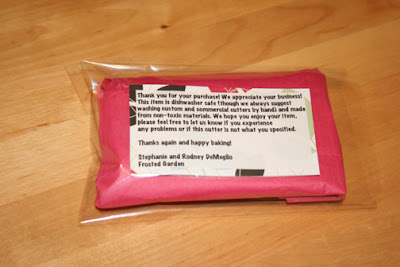 Thank you for your purchase! We appreciate your business!
This item is dishwasher safe (though we always suggest
washing custom and commercial cutters by hand) and made
from non-toxic materials. We hope you enjoy your item,
please feel free to let us know if you experience
any problems or if this cutter is not what you specified.
Thanks again and happy baking!
Stephanie and Rodney DeMeglio
Frosted Garden